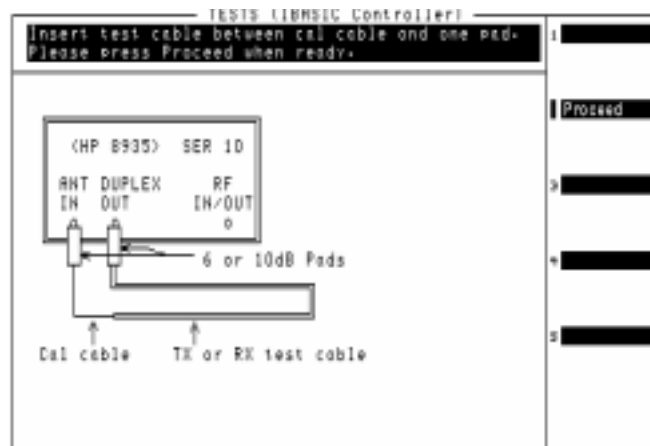 TESTS (IBASIC Controller)
Insert test cable between cal cable and one pad.
Please press Proceed when ready.
1
Proceed
3
4
5
(HP 8935) SER 10
ANT DUPLEX RF
IN OUT IN/OUT
0
6 or 10dB Pads
Cal cable TX or RX test cable